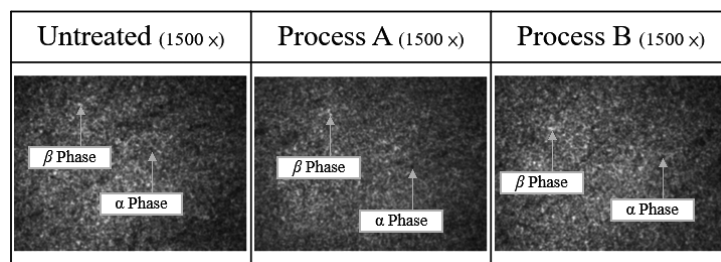 Untreated (1500 ×)
Process A (1500 ×)
Process B (1500 ×)
β Phase
α Phase
β Phase
α Phase
β Phase
α Phase